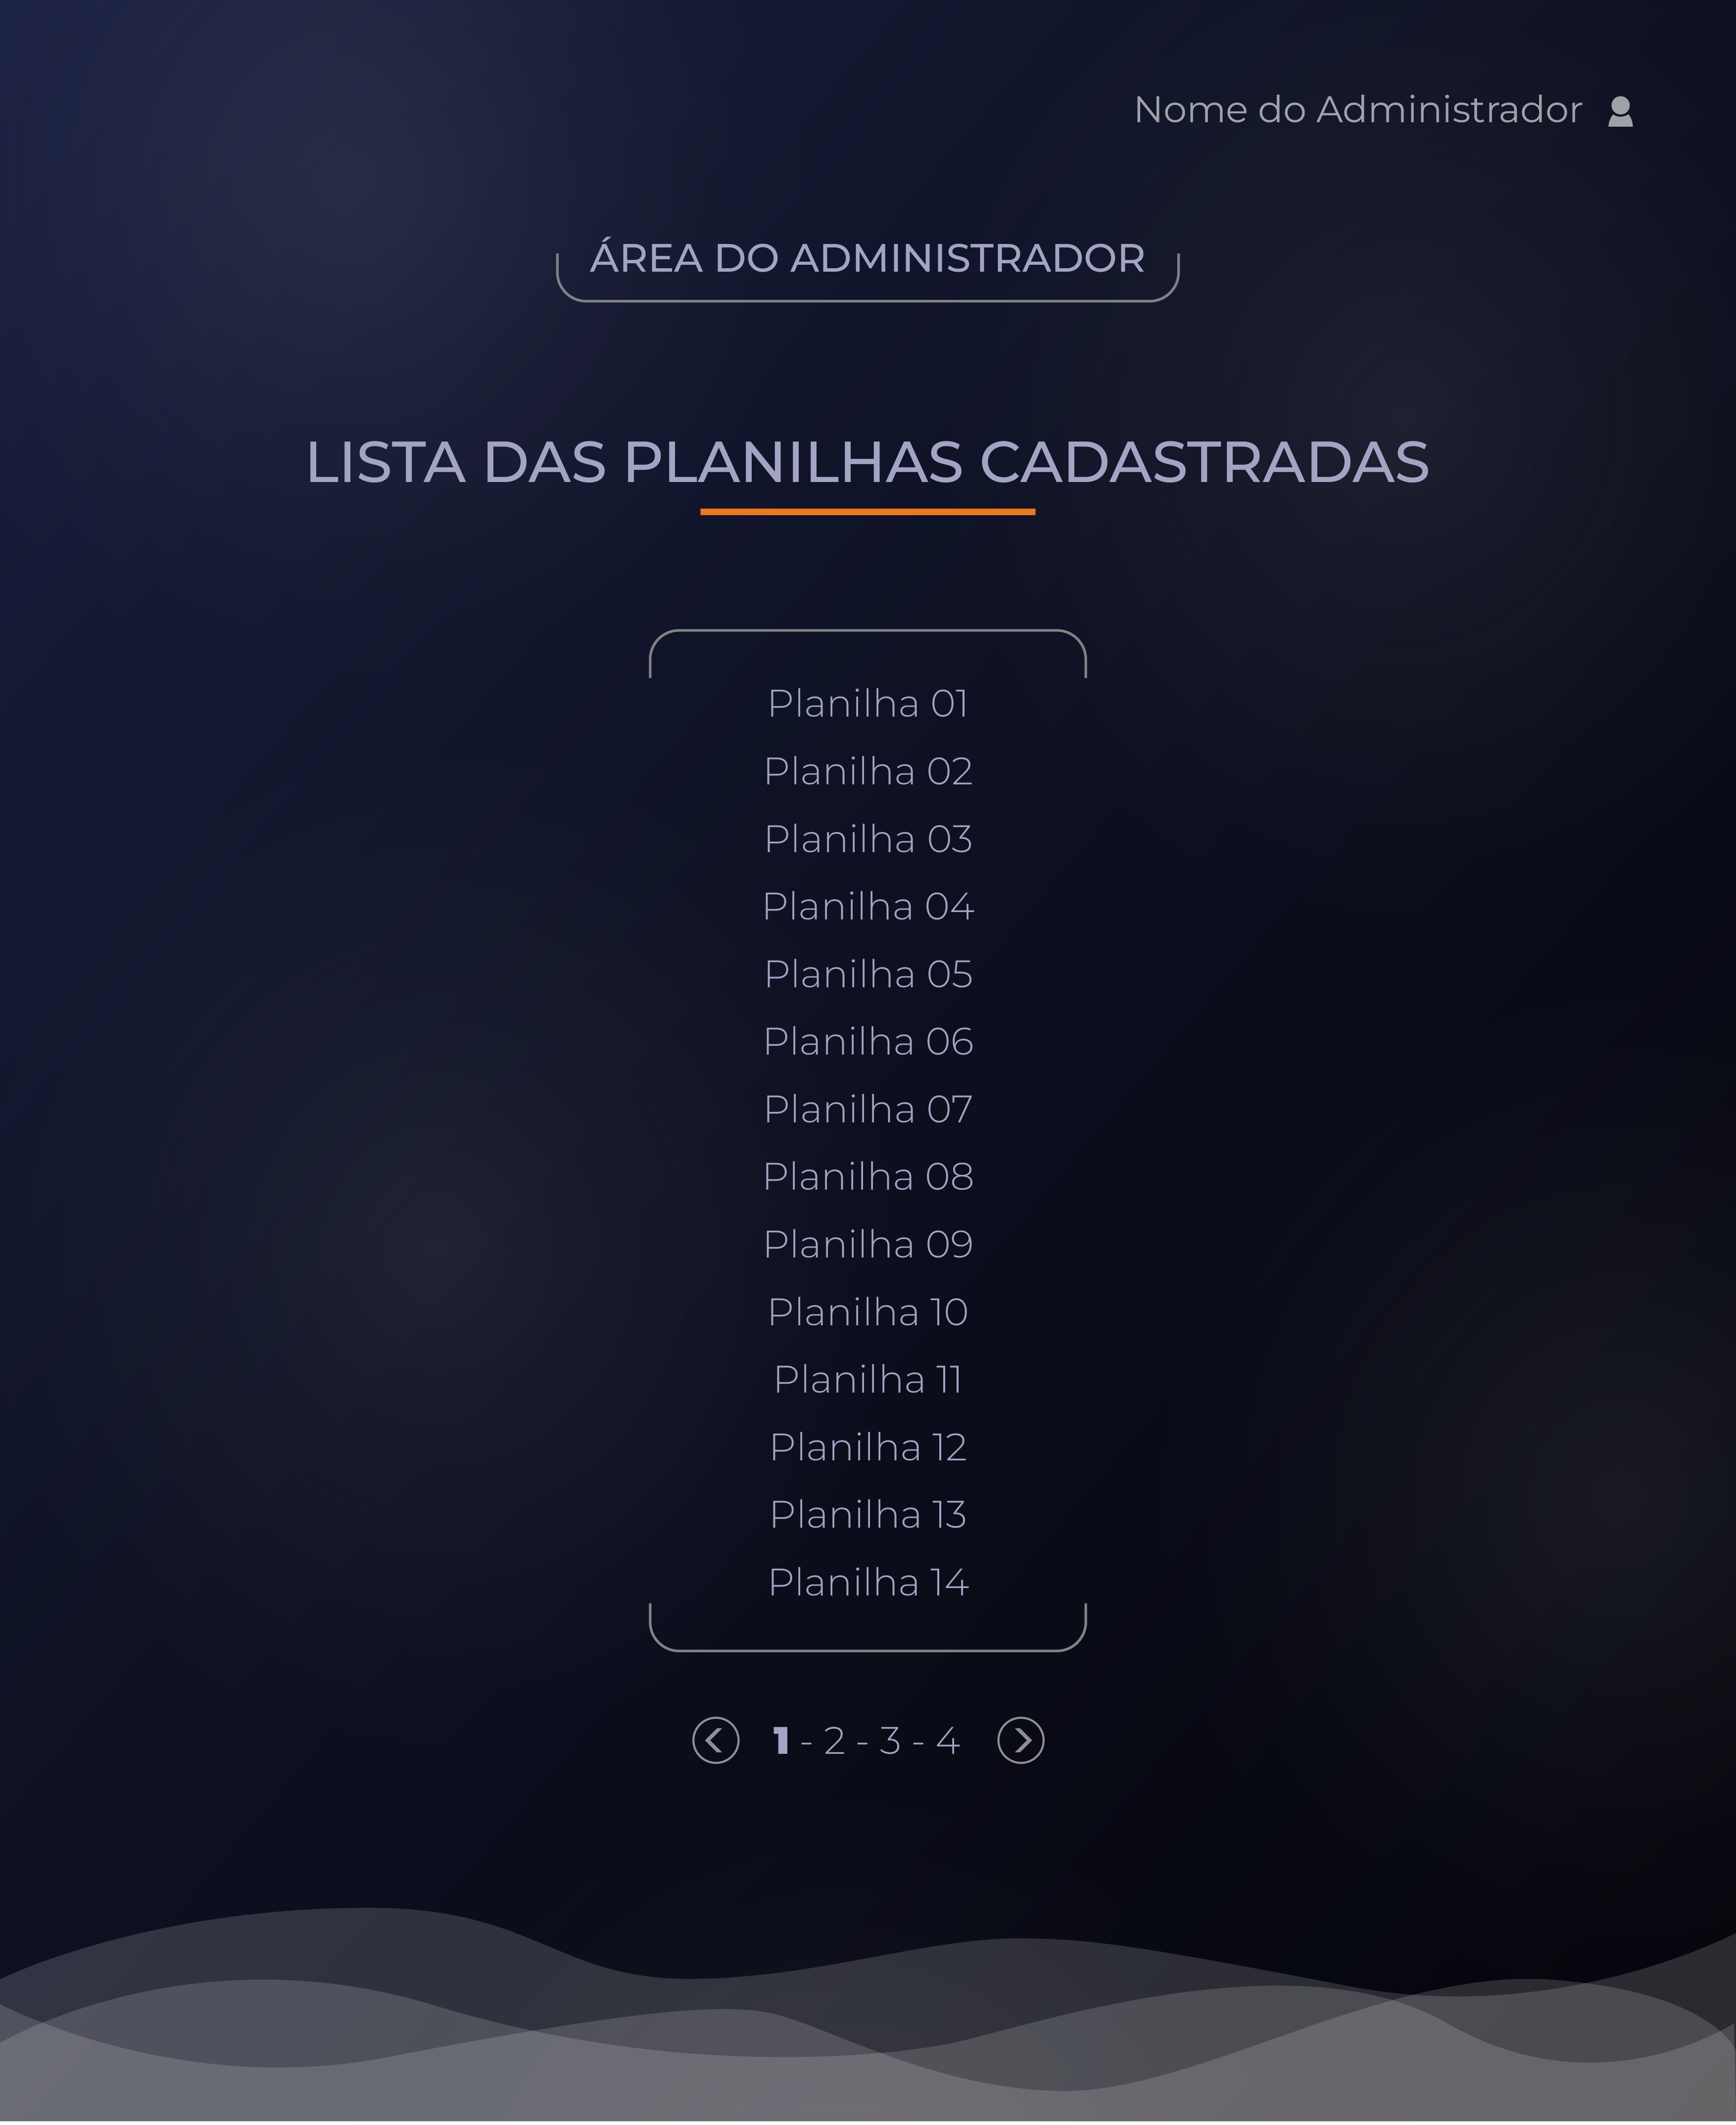 Nome do Administrador
ÁREA DO ADMINISTRADOR
LISTA DAS PLANILHAS CADASTRADAS
Planilha 01
Planilha 02
Planilha 03
Planilha 04
Planilha 05
Planilha 06
Planilha 07
Planilha 08
Planilha 09
Planilha 10
Planilha 11
Planilha 12
Planilha 13
Planilha 14
1 - 2 - 3 - 4